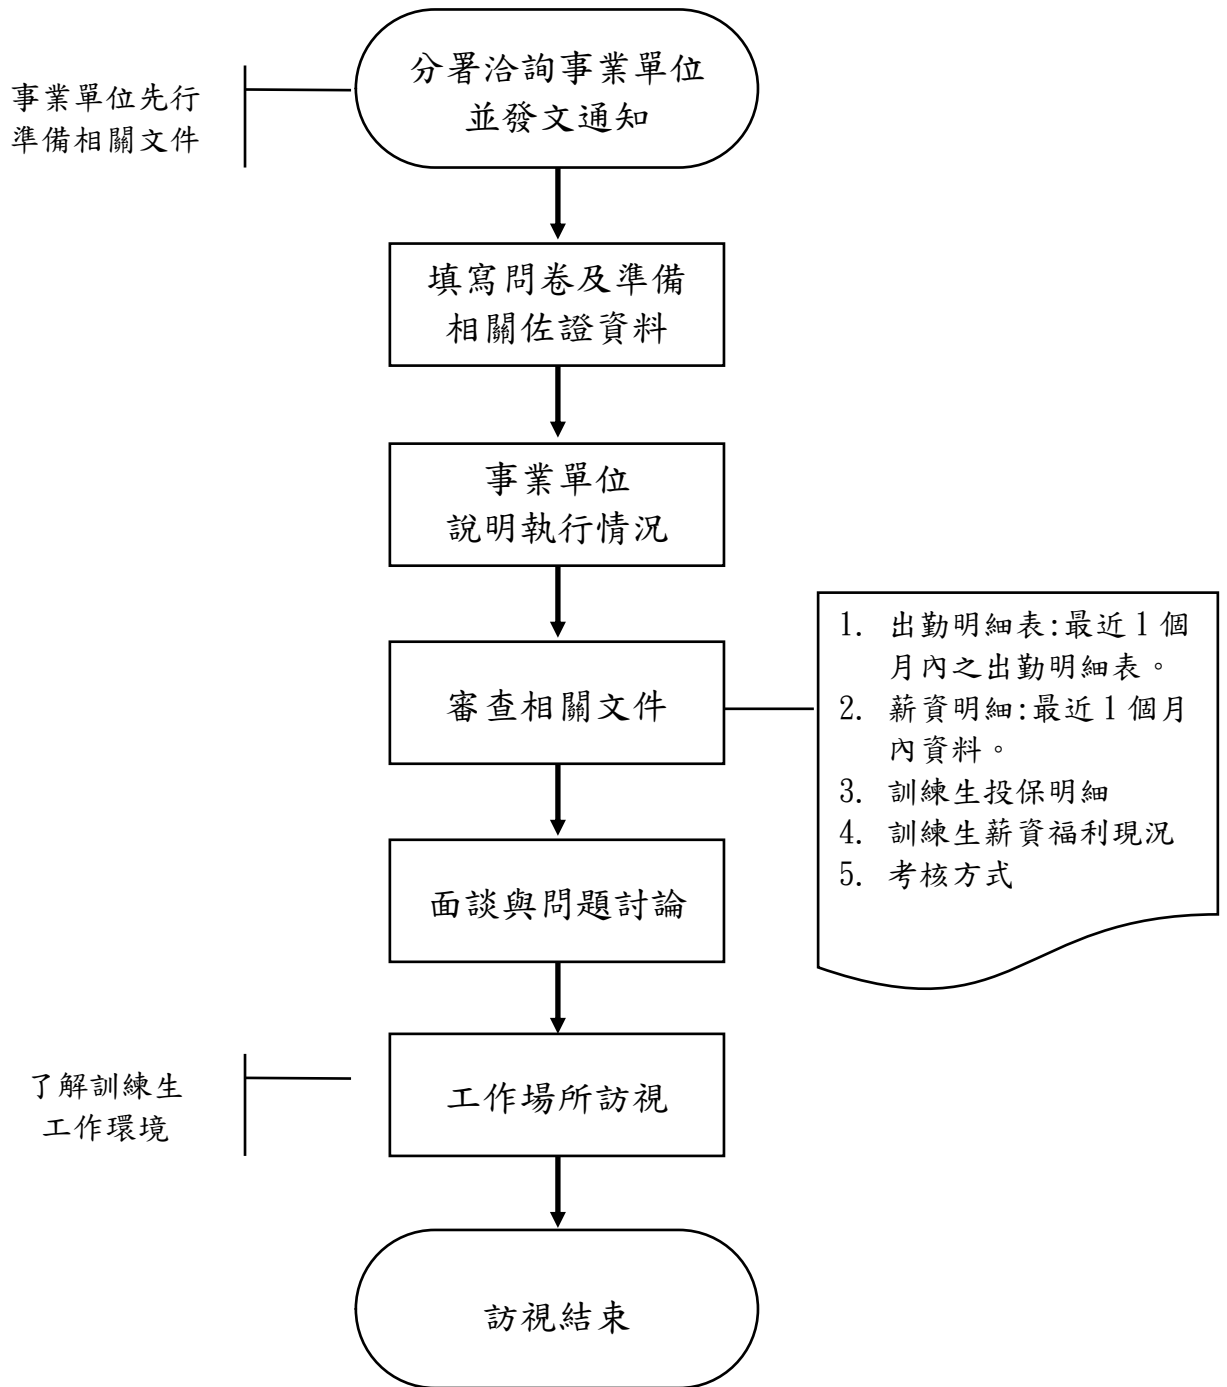 分署洽詢事業單位
並發文通知
事業單位先行
準備相關文件
填寫問卷及準備
相關佐證資料
事業單位
說明執行情況
審查相關文件
1. 出勤明細表:最近1個
月內之出勤明細表。
2. 薪資明細:最近1個月
內資料。
3. 訓練生投保明細
4. 訓練生薪資福利現況
5. 考核方式
面談與問題討論
工作場所訪視
了解訓練生
工作環境
訪視結束